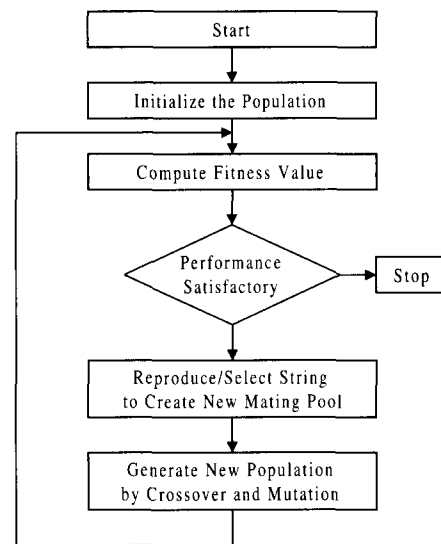 Start
Initialize the Population
Compute Fitness Value
Performance
Satisfactory
Stop
Reproduce/Select String
to Create New Mating Pool
Generate New Population
by Crossover and Mutation